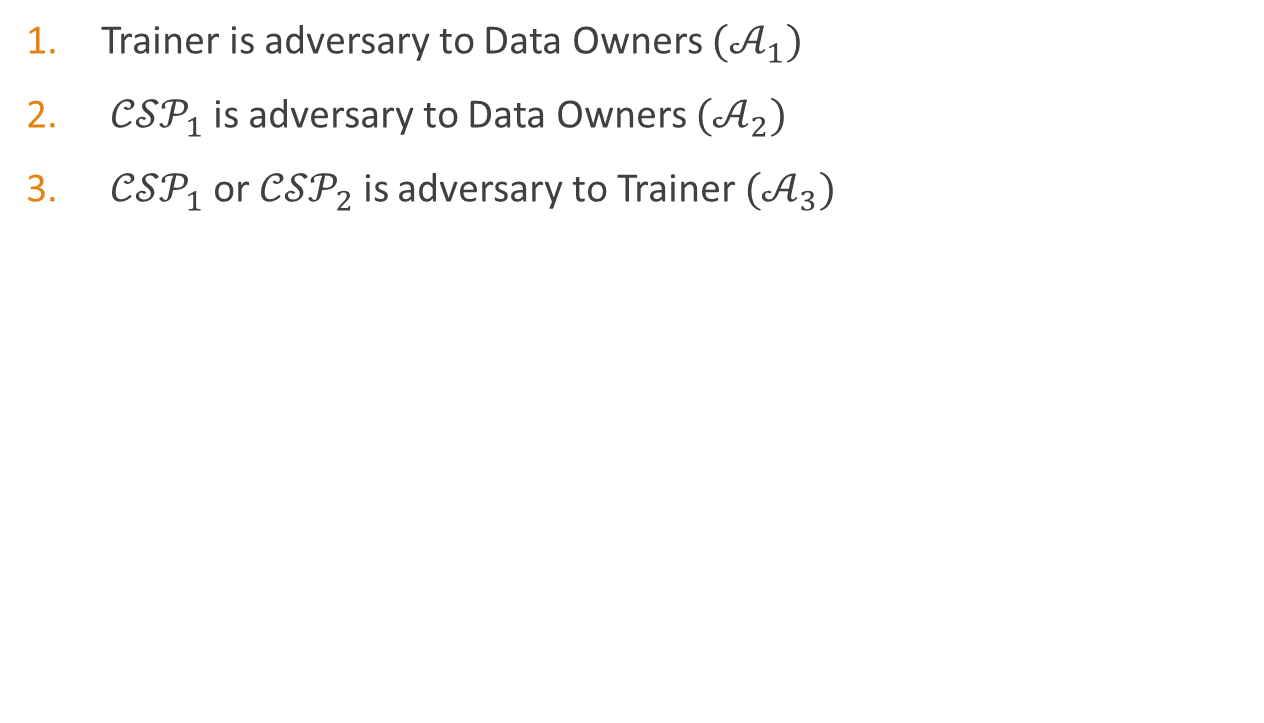 1. Trainer is adversary to Data Owners (𝒜₁)
2. 𝒞𝒮𝒫₁ is adversary to Data Owners (𝒜₂)
3. 𝒞𝒮𝒫₁ or 𝒞𝒮𝒫₂ is adversary to Trainer (𝒜₃)